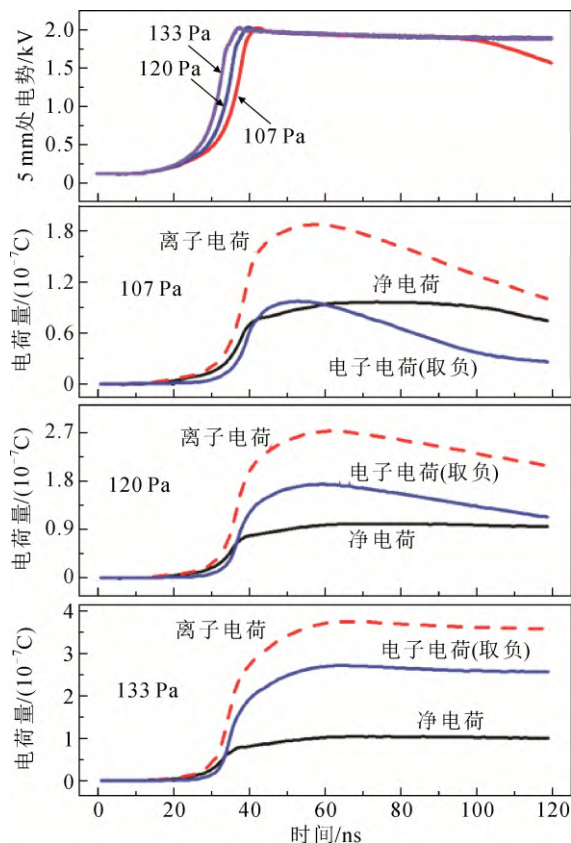 5 mm处电势/kV
2.0
1.5
1.0
0.5
0
133 Pa
120 Pa
107 Pa
电荷量/(10⁻⁷C)
1.8
1.2
0.6
0
离子电荷
107 Pa
净电荷
电子电荷(取负)
电荷量/(10⁻⁷C)
2.7
1.8
0.9
0
离子电荷
120 Pa
电子电荷(取负)
净电荷
电荷量/(10⁻⁷C)
4
3
2
1
0
离子电荷
133 Pa
电子电荷(取负)
净电荷
0 20 40 60 80 100 120
时间/ns